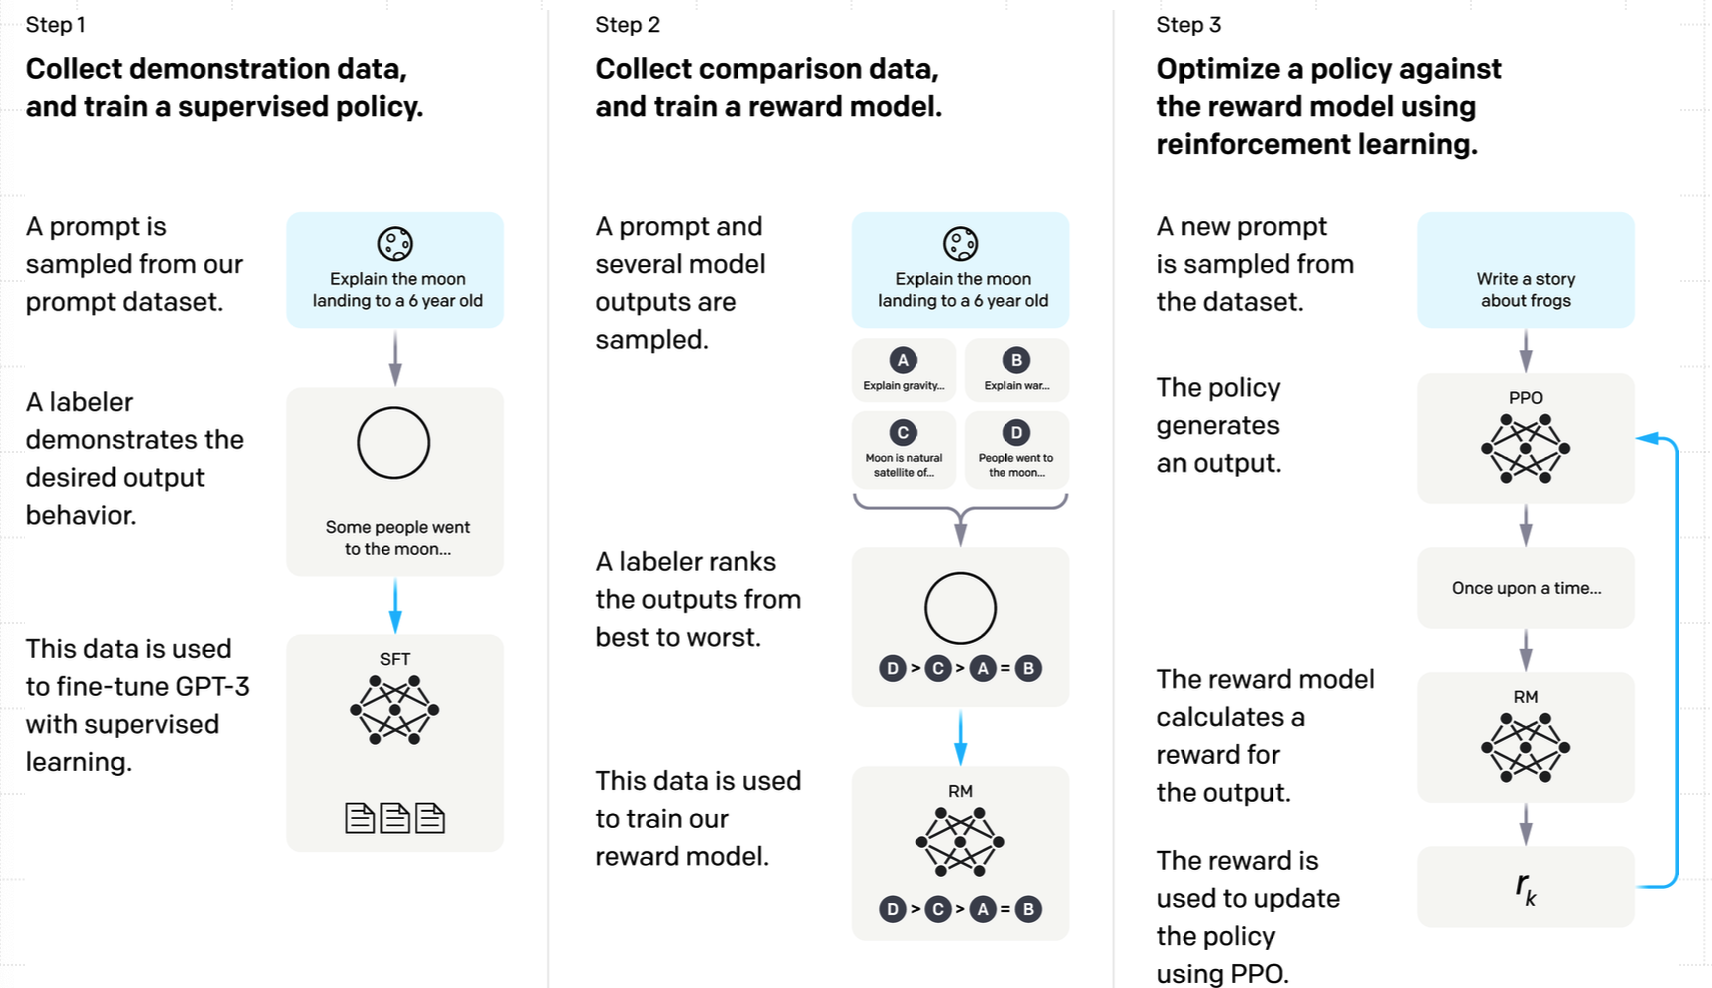 Step 1
Collect demonstration data,
and train a supervised policy.
A prompt is
sampled from our
prompt dataset.
Explain the moon
landing to a 6 year old
A labeler
demonstrates the
desired output
behavior.
Some people went
to the moon...
This data is used
to fine-tune GPT-3
with supervised
learning.
SFT
Step 2
Collect comparison data,
and train a reward model.
A prompt and
several model
outputs are
sampled.
Explain the moon
landing to a 6 year old
A
Explain gravity...
B
Explain war...
C
Moon is natural
satellite of...
D
People went to
the moon...
A labeler ranks
the outputs from
best to worst.
D > C > A = B
This data is used
to train our
reward model.
RM
D > C > A = B
Step 3
Optimize a policy against
the reward model using
reinforcement learning.
A new prompt
is sampled from
the dataset.
Write a story
about frogs
The policy
generates
an output.
PPO
Once upon a time...
The reward model
calculates a
reward for
the output.
RM
The reward is
used to update
the policy
using PPO.
rk